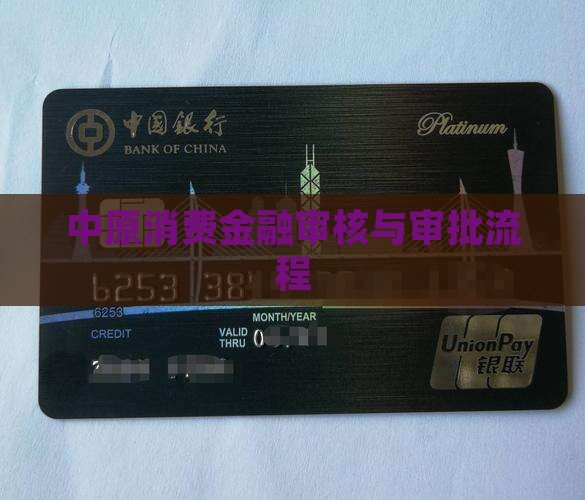 中国银行
BANK OF CHINA
Platinum
中原消费金融审核与审批流
程
6253 381
6253
MONTH/YEAR
CREDIT
VALID
THRU
UnionPay
银联